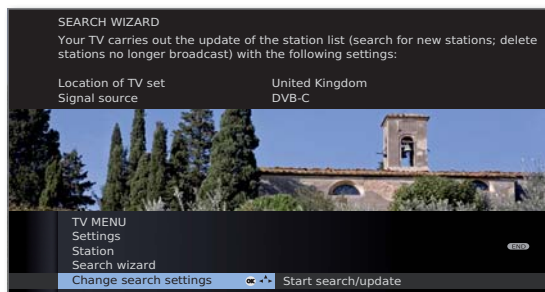 SEARCH WIZARD
Your TV carries out the update of the station list (search for new stations; delete
stations no longer broadcast) with the following settings:
Location of TV set United Kingdom
Signal source DVB-C
TV MENU
Settings
Station
END
Search wizard
Change search settings OK Start search/update